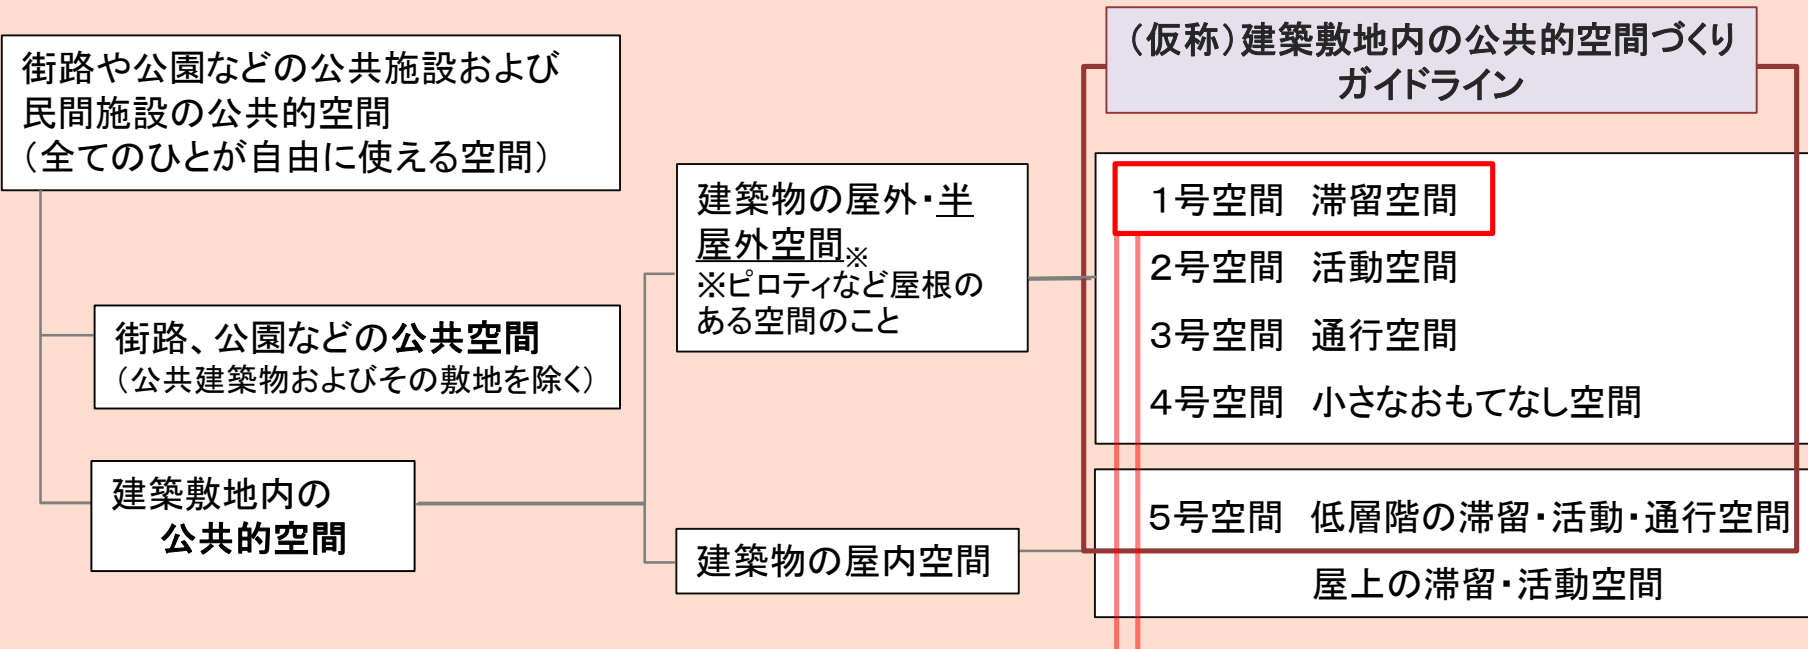 （仮称）建築敷地内の公共的空間づくり
ガイドライン
街路や公園などの公共施設および
民間施設の公共的空間
（全てのひとが自由に使える空間）
街路、公園などの公共空間
（公共建築物およびその敷地を除く）
建築敷地内の
公共的空間
建築物の屋外・半
屋外空間※
※ピロティなど屋根の
ある空間のこと
建築物の屋内空間
１号空間　滞留空間
２号空間　活動空間
３号空間　通行空間
４号空間　小さなおもてなし空間
５号空間　低層階の滞留・活動・通行空間
屋上の滞留・活動空間